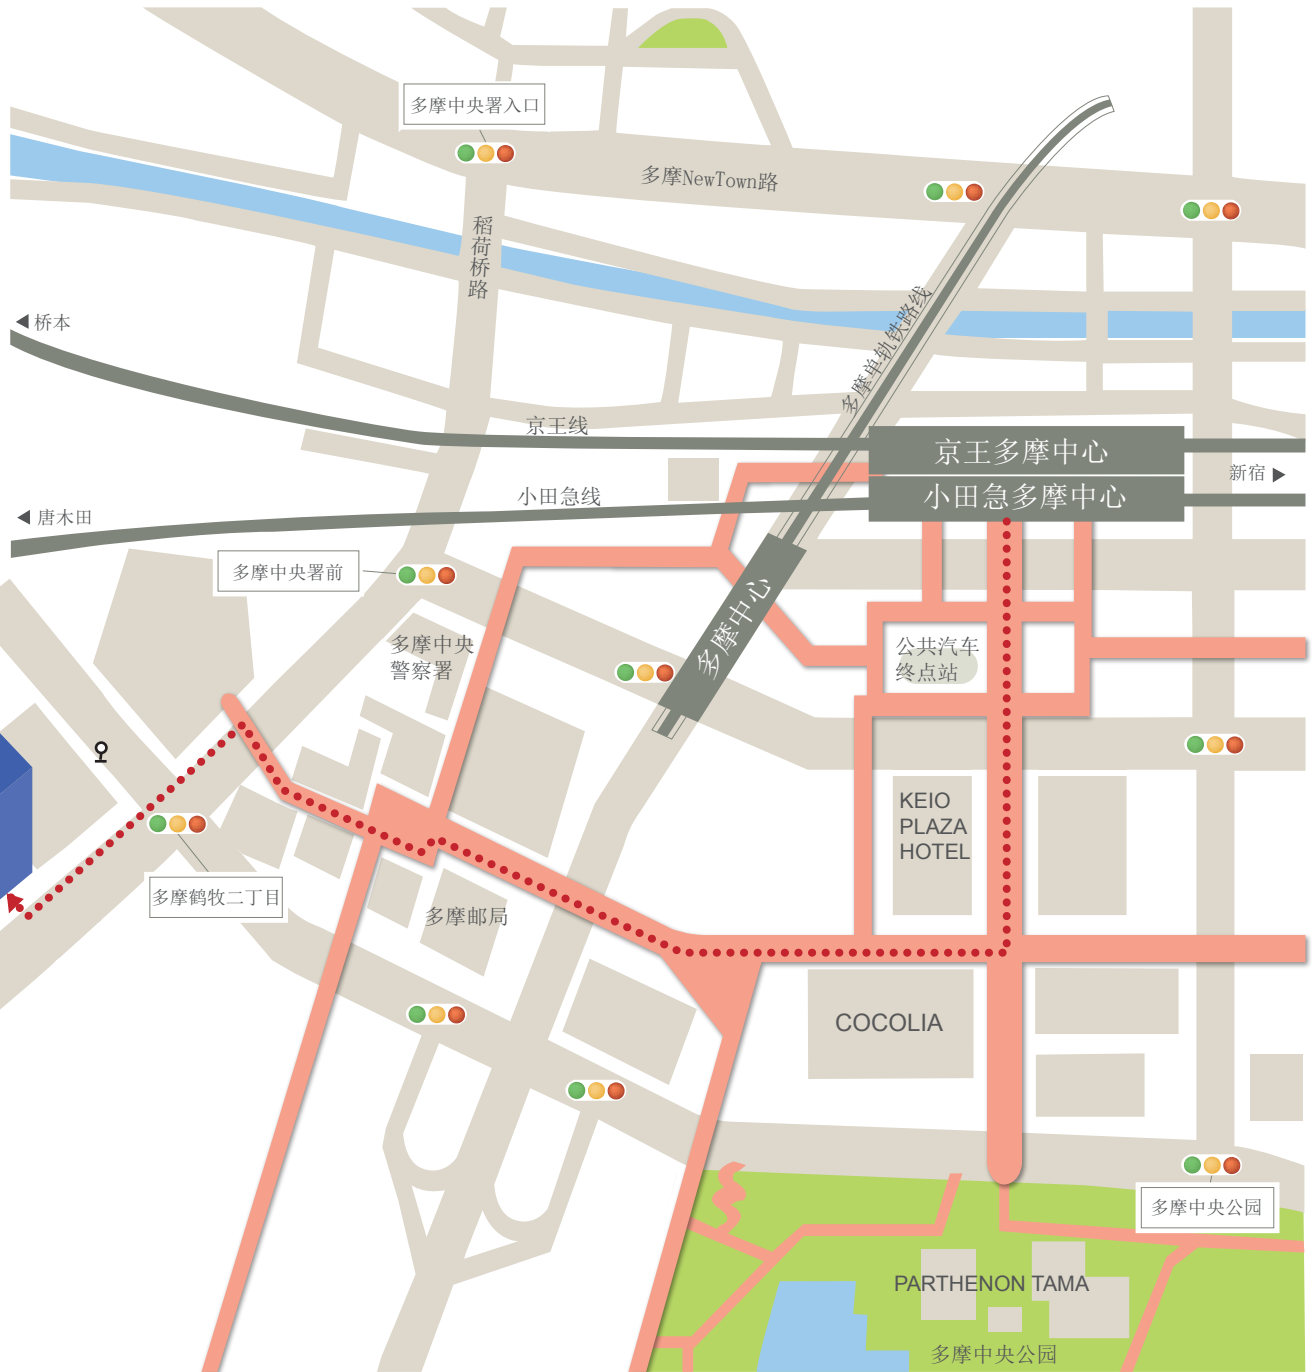 多摩中央署入口
多摩NewTown路
稻荷桥路
桥本
多摩单轨铁路线
京王线
京王多摩中心
新宿
小田急线
小田急多摩中心
唐木田
多摩中央署前
多摩中心
多摩中央
警察署
公共汽车
终点站
KEIO
PLAZA
HOTEL
多摩鹤牧二丁目
多摩邮局
COCOLIA
多摩中央公园
PARTHENON TAMA
多摩中央公园